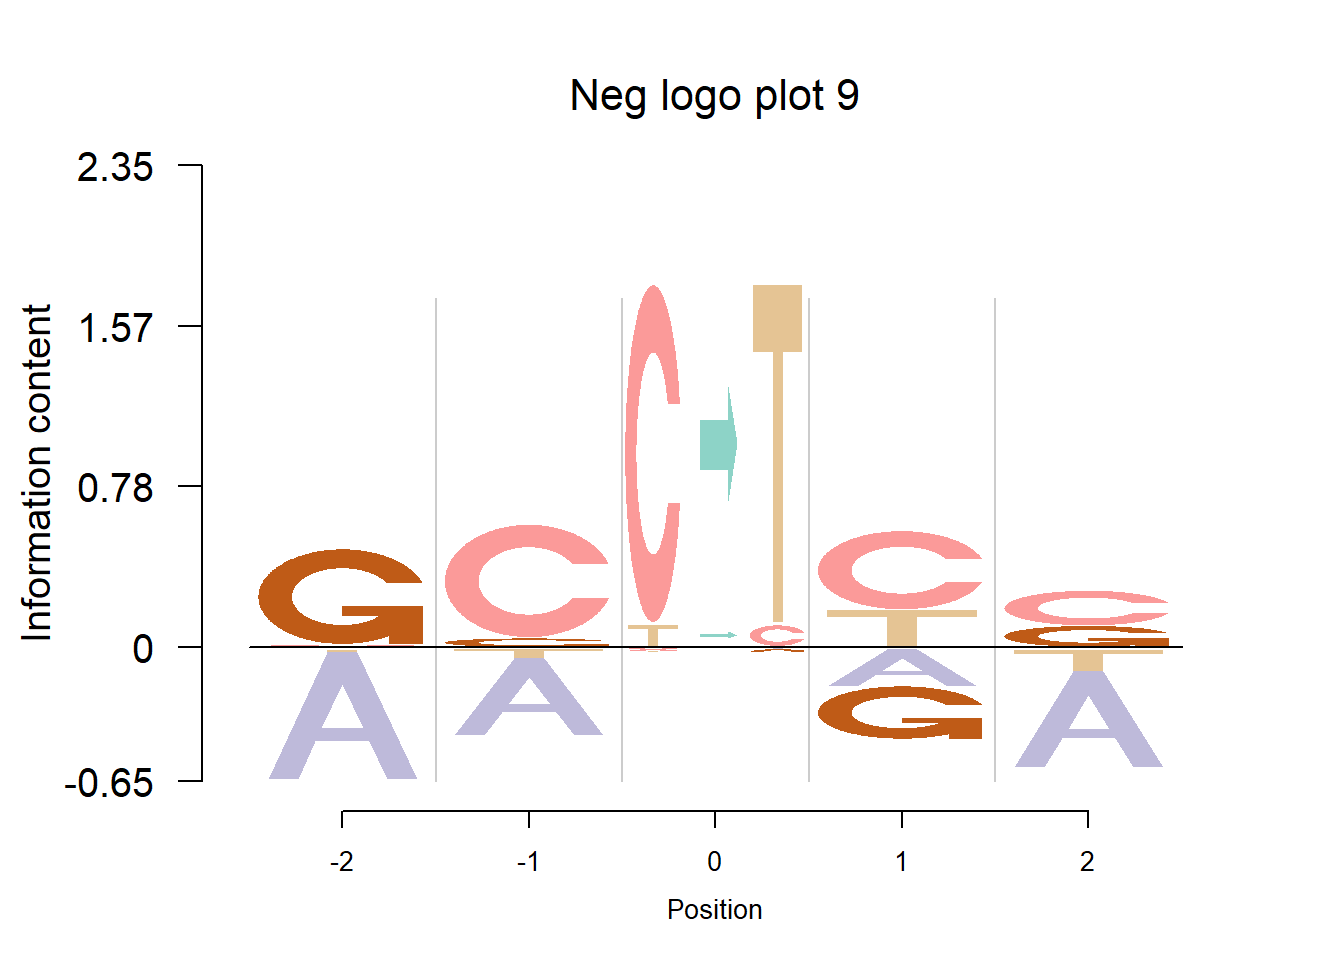 Neg logo plot 9
Information content
2.35
1.57
0.78
0
-0.65
G A
C G T A
C T C
T C
C G
C T A G
C G T A
-2 -1 0 1 2
Position